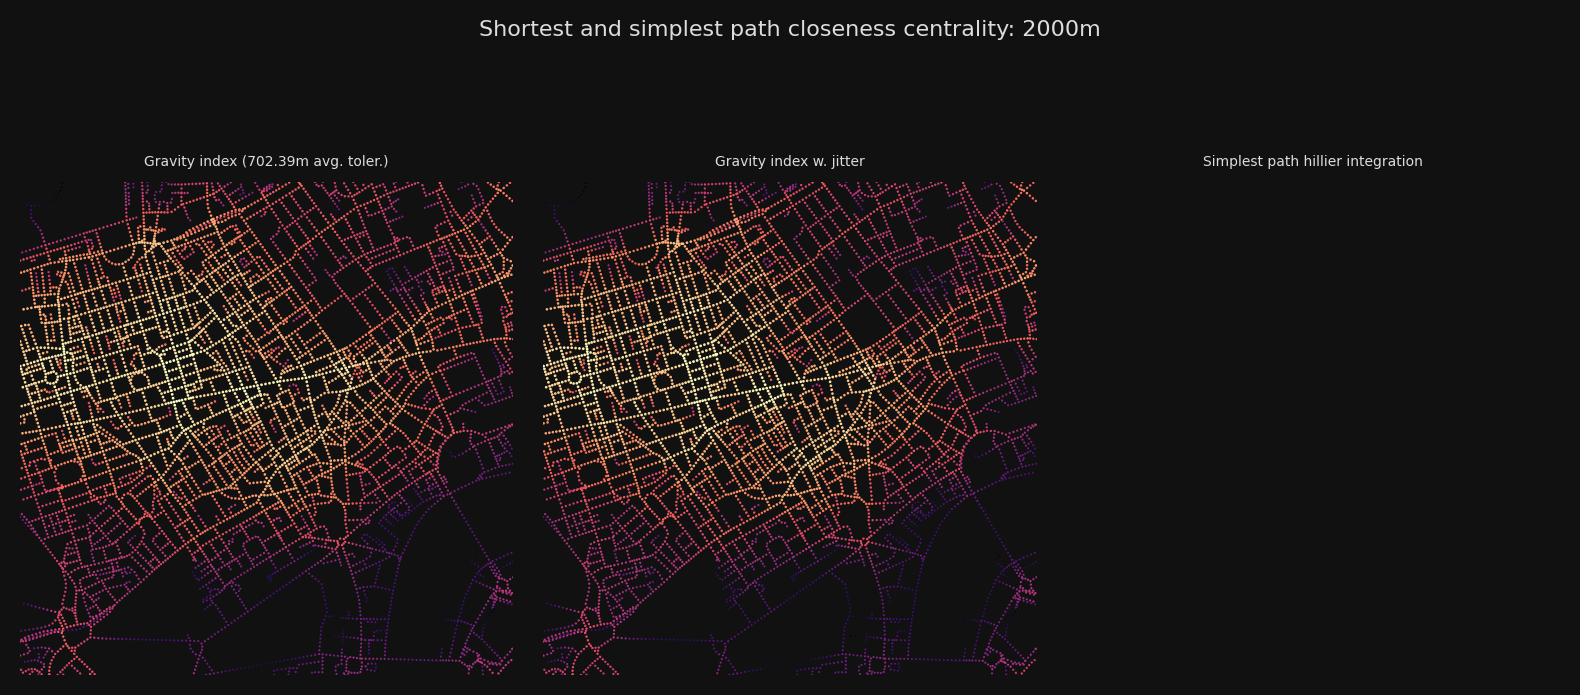 Shortest and simplest path closeness centrality: 2000m
Gravity index (702.39m avg. toler.)
Gravity index w. jitter
Simplest path hillier integration